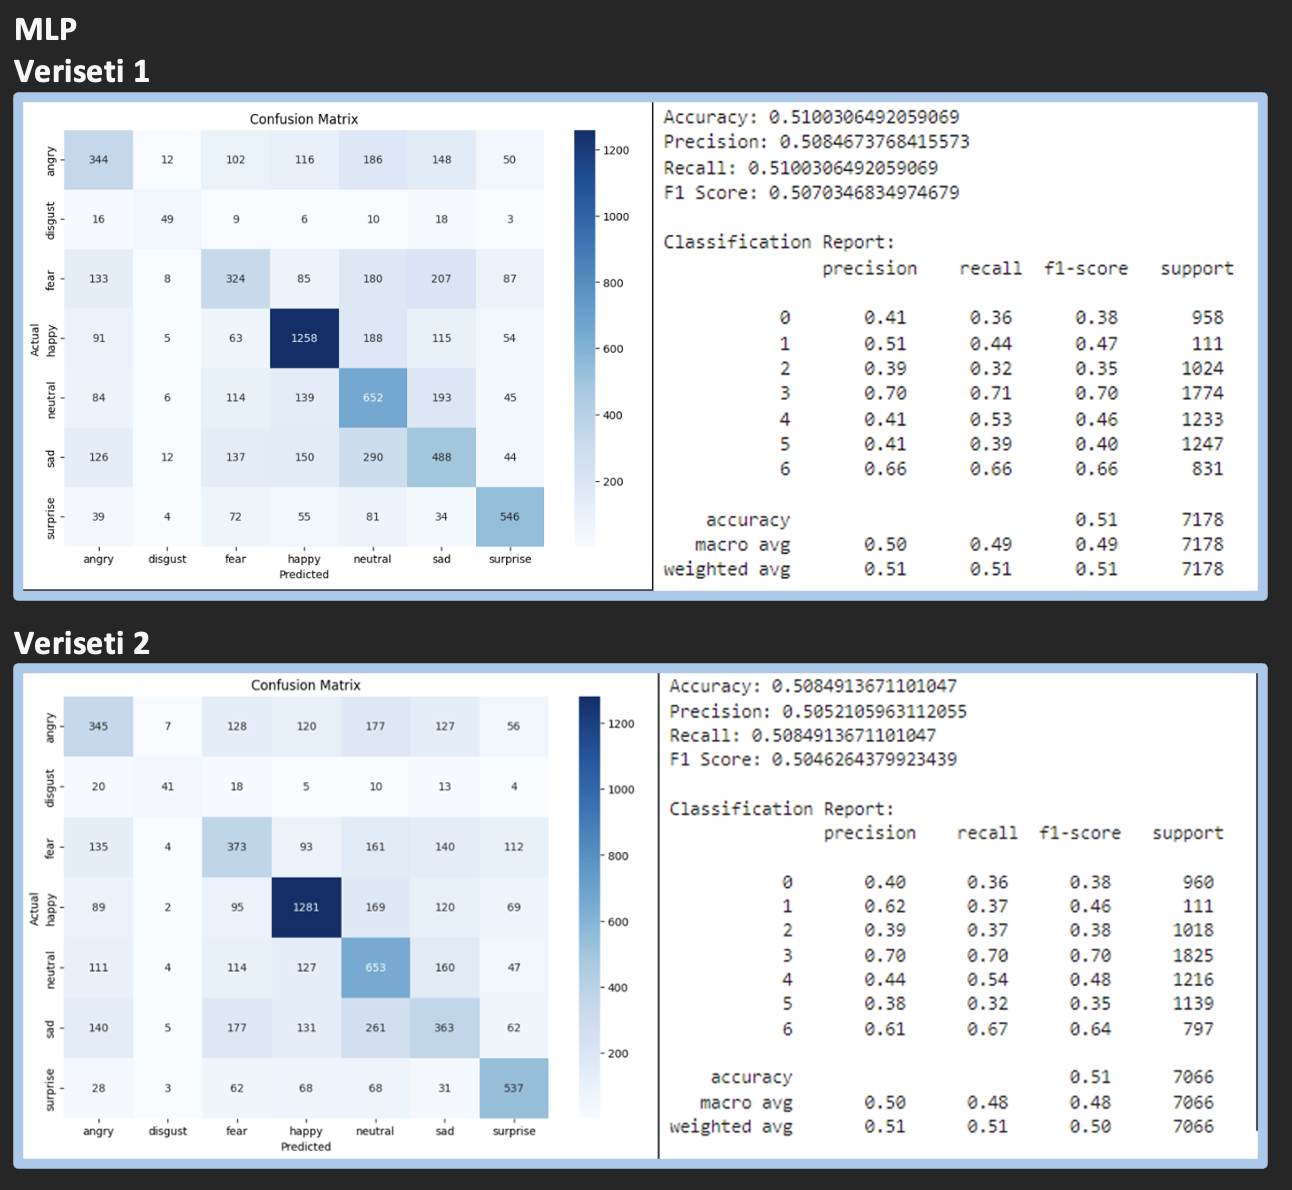 MLP
Veriseti 1
Confusion Matrix
angry 344 12 102 116 186 148 50
disgust 16 49 9 6 10 18 3
fear 133 8 324 85 180 207 87
happy 91 5 63 1258 188 115 54
neutral 84 6 114 139 652 193 45
sad 126 12 137 150 290 488 44
surprise 39 4 72 55 81 34 546
Actual
angry disgust fear happy neutral sad surprise
Predicted
1200
1000
800
600
400
200
Accuracy: 0.5100306492059069
Precision: 0.5084673768415573
Recall: 0.5100306492059069
F1 Score: 0.5070346834974679
Classification Report:
precision recall f1-score support
0 0.41 0.36 0.38 958
1 0.51 0.44 0.47 111
2 0.39 0.32 0.35 1024
3 0.70 0.71 0.70 1774
4 0.41 0.53 0.46 1233
5 0.41 0.39 0.40 1247
6 0.66 0.66 0.66 831
accuracy 0.51 7178
macro avg 0.50 0.49 0.49 7178
weighted avg 0.51 0.51 0.51 7178
Veriseti 2
Confusion Matrix
angry 345 7 128 120 177 127 56
disgust 20 41 18 5 10 13 4
fear 135 4 373 93 161 140 112
happy 89 2 95 1281 169 120 69
neutral 111 4 114 127 653 160 47
sad 140 5 177 131 261 363 62
surprise 28 3 62 68 68 31 537
Actual
angry disgust fear happy neutral sad surprise
Predicted
1200
1000
800
600
400
200
Accuracy: 0.5084913671101047
Precision: 0.5052105963112055
Recall: 0.5084913671101047
F1 Score: 0.5046264379923439
Classification Report:
precision recall f1-score support
0 0.40 0.36 0.38 960
1 0.62 0.37 0.46 111
2 0.39 0.37 0.38 1018
3 0.70 0.70 0.70 1825
4 0.44 0.54 0.48 1216
5 0.38 0.32 0.35 1139
6 0.61 0.67 0.64 797
accuracy 0.51 7066
macro avg 0.50 0.48 0.48 7066
weighted avg 0.51 0.51 0.50 7066